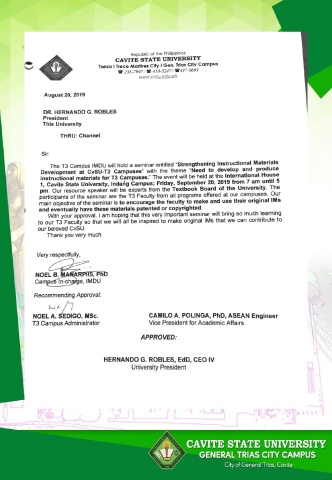 Republic of the Philippines
CAVITE STATE UNIVERSITY
Tanza l Trece Martires City l Gen. Trias City Campus
www.cvsu.edu.ph
August 20, 2019
DR. HERNANDO G. ROBLES
President
This University
THRU: Channel
Sir:
The T3 Campus IMDU will hold a seminar entitled "Strengthening Instructional Materials
Development at CvSU-T3 Campuses" with the theme "Need to develop and produce
instructional materials for T3 Campuses." The event will be held at the International House
1, Cavite State University, Indang Campus; Friday, September 20, 2019 from 7 am until 5
pm. Our resource speaker will be experts from the Textbook Board of the University. The
participants of the seminar are the T3 Faculty from all programs offered at our campuses. Our
main objective of the seminar is to encourage the faculty to make and use their original IMs
and eventually have these materials patented or copyrighted.
With your approval, I am hoping that this very important seminar will bring so much learning
to our T3 Faculty so that we will all be inspired to make original IMs that we can contribute to
our beloved CvSU.
Thank you very much.
Very respectfully,
NOEL B. MANARPIIS, PhD
Campus In-charge, IMDU
Recommending Approval:
NOEL A. SEDIGO, MSc.
T3 Campus Administrator
CAMILO A. POLINGA, PhD, ASEAN Engineer
Vice President for Academic Affairs
APPROVED:
HERNANDO G. ROBLES, EdD, CEO IV
University President
CAVITE STATE UNIVERSITY
GENERAL TRIAS CITY CAMPUS
City of General Trias, Cavite